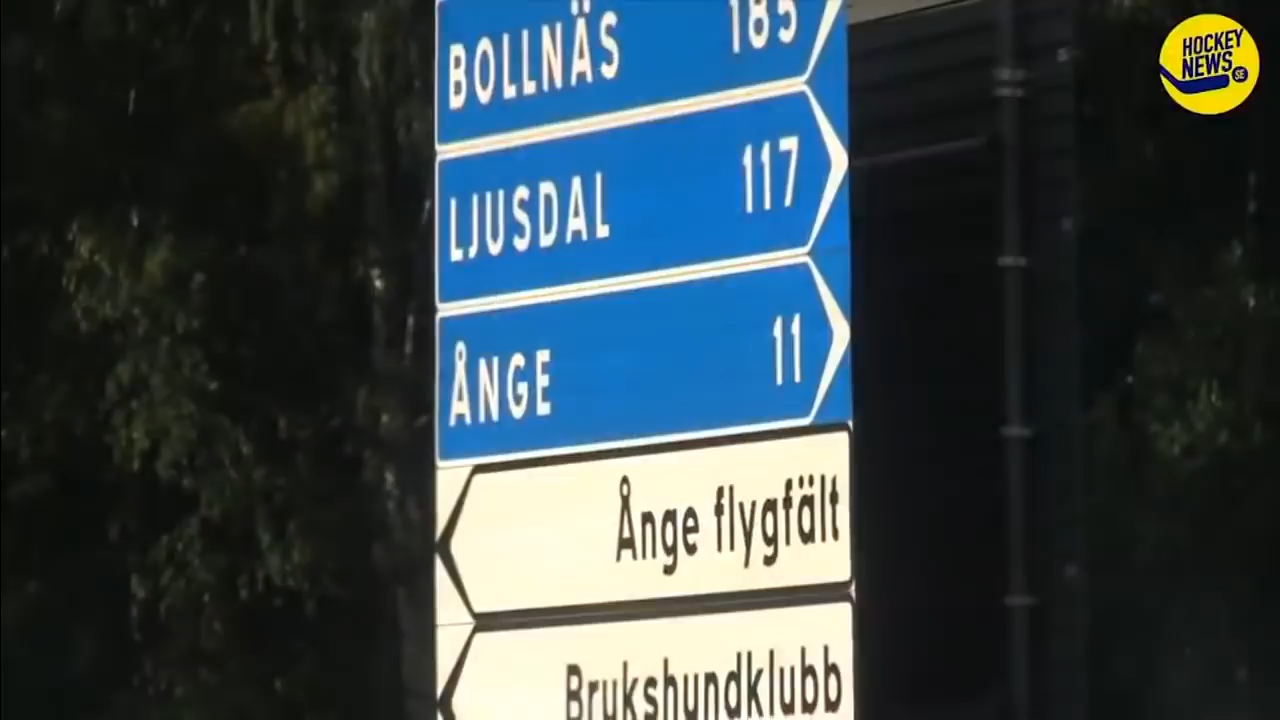 BOLLNÄS 185
LJUSDAL 117
ÅNGE 11
Ånge flygfält
Brukshundklubb
HOCKEY
NEWS
SE